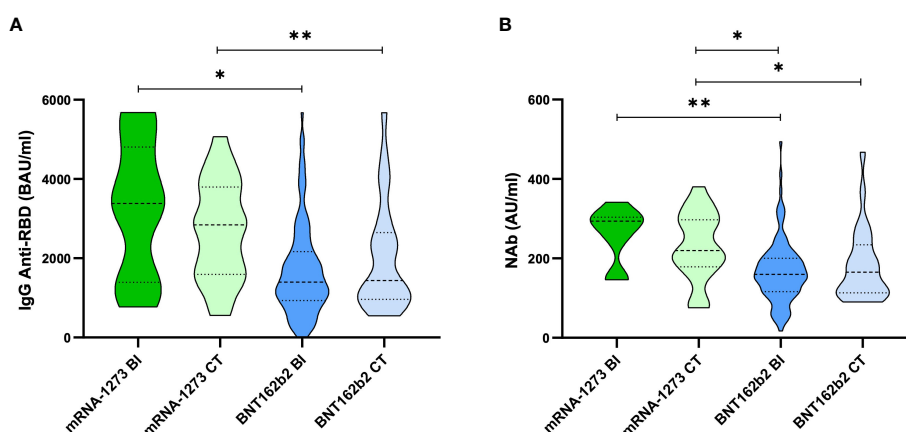 A
B
**
*
*
*
**
6000
4000
2000
0
IgG Anti-RBD (BAU/ml)
mRNA-1273 BI
mRNA-1273 CT
BNT162b2 BI
BNT162b2 CT
600
400
200
0
NAb (AU/ml)
mRNA-1273 BI
mRNA-1273 CT
BNT162b2 BI
BNT162b2 CT